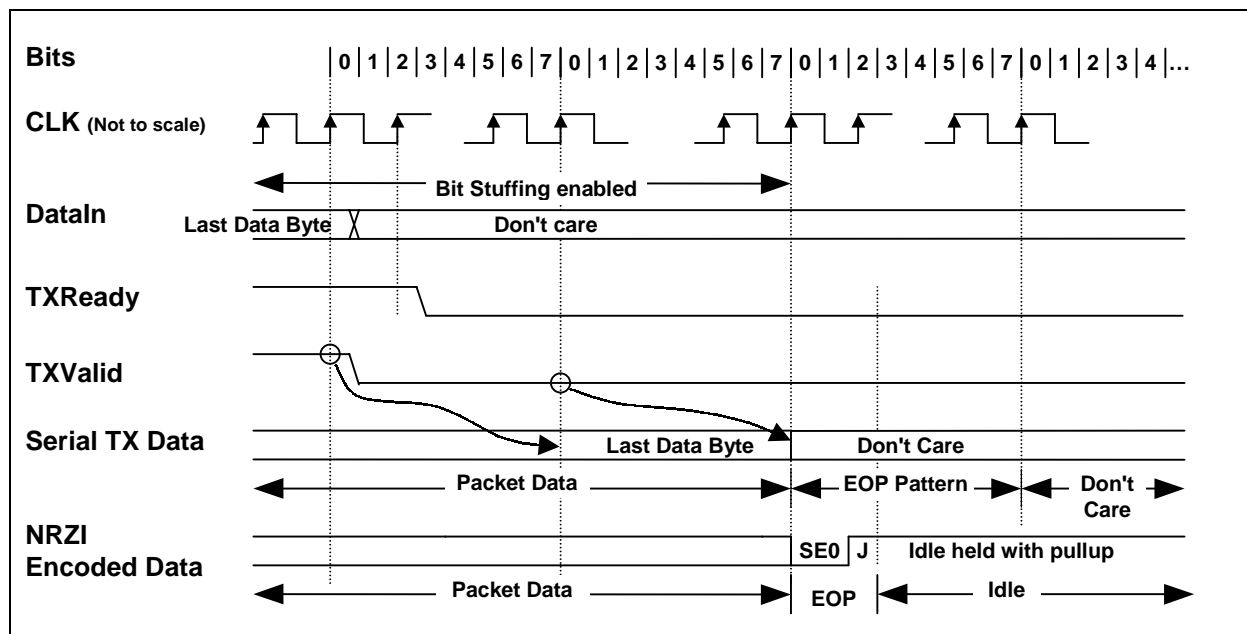 Bits
0 1 2 3 4 5 6 7 0 1 2 3 4 5 6 7 0 1 2 3 4 5 6 7 0 1 2 3 4 ...
CLK (Not to scale)
Bit Stuffing enabled
DataIn
Last Data Byte Don't care
TXReady
TXValid
Serial TX Data
Last Data Byte Don't Care
Packet Data EOP Pattern Don't
Care
NRZI
Encoded Data
SE0 J Idle held with pullup
Packet Data EOP Idle